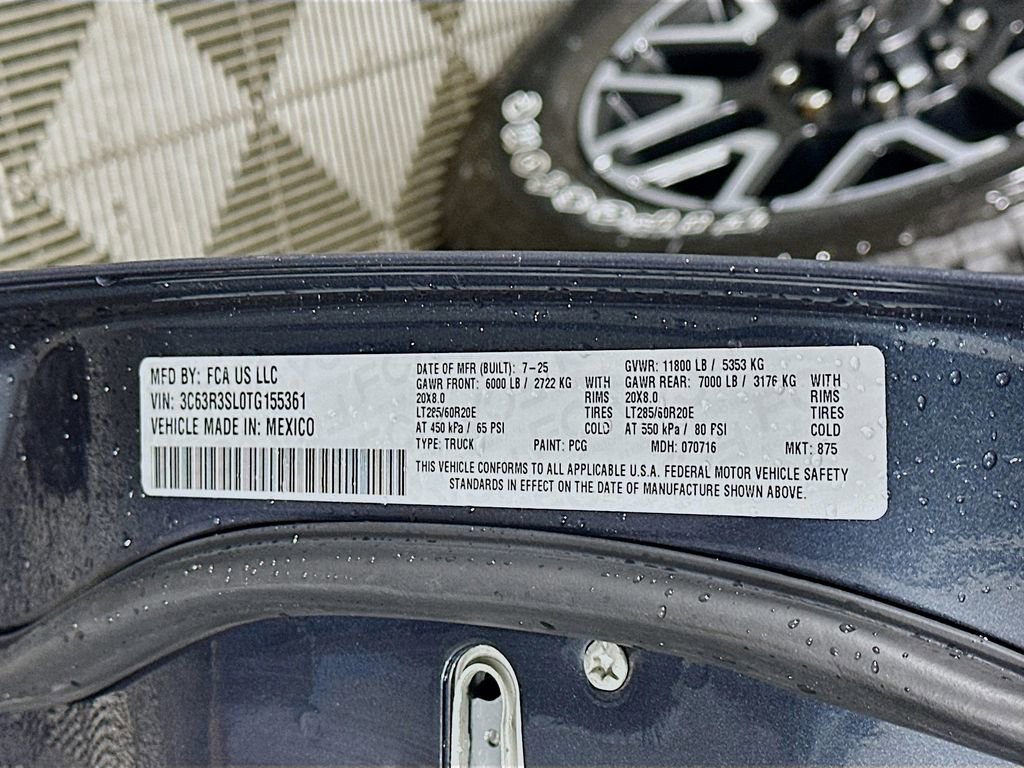 MFD BY: FCA US LLC
VIN: 3C63R3SL0TG155361
VEHICLE MADE IN: MEXICO
DATE OF MFR (BUILT): 7-25
GAWR FRONT: 6000 LB / 2722 KG WITH
20X8.0 RIMS
LT285/60R20E TIRES
AT 450 kPa / 65 PSI COLD
TYPE: TRUCK PAINT: PCG
GVWR: 11800 LB / 5353 KG
GAWR REAR: 7000 LB / 3176 KG WITH
20X8.0 RIMS
LT285/60R20E TIRES
AT 550 kPa / 80 PSI COLD
MDH: 070716 MKT: 875
THIS VEHICLE CONFORMS TO ALL APPLICABLE U.S.A. FEDERAL MOTOR VEHICLE SAFETY
STANDARDS IN EFFECT ON THE DATE OF MANUFACTURE SHOWN ABOVE.